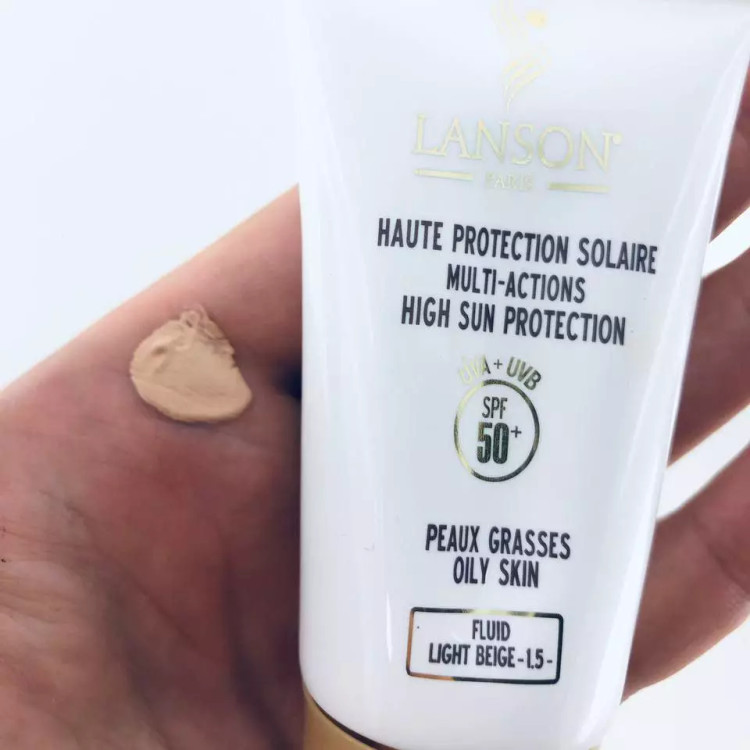 LANSON®
PARIS
HAUTE PROTECTION SOLAIRE
MULTI-ACTIONS
HIGH SUN PROTECTION
UVA + UVB
SPF
50+
PEAUX GRASSES
OILY SKIN
FLUID
LIGHT BEIGE -1.5-